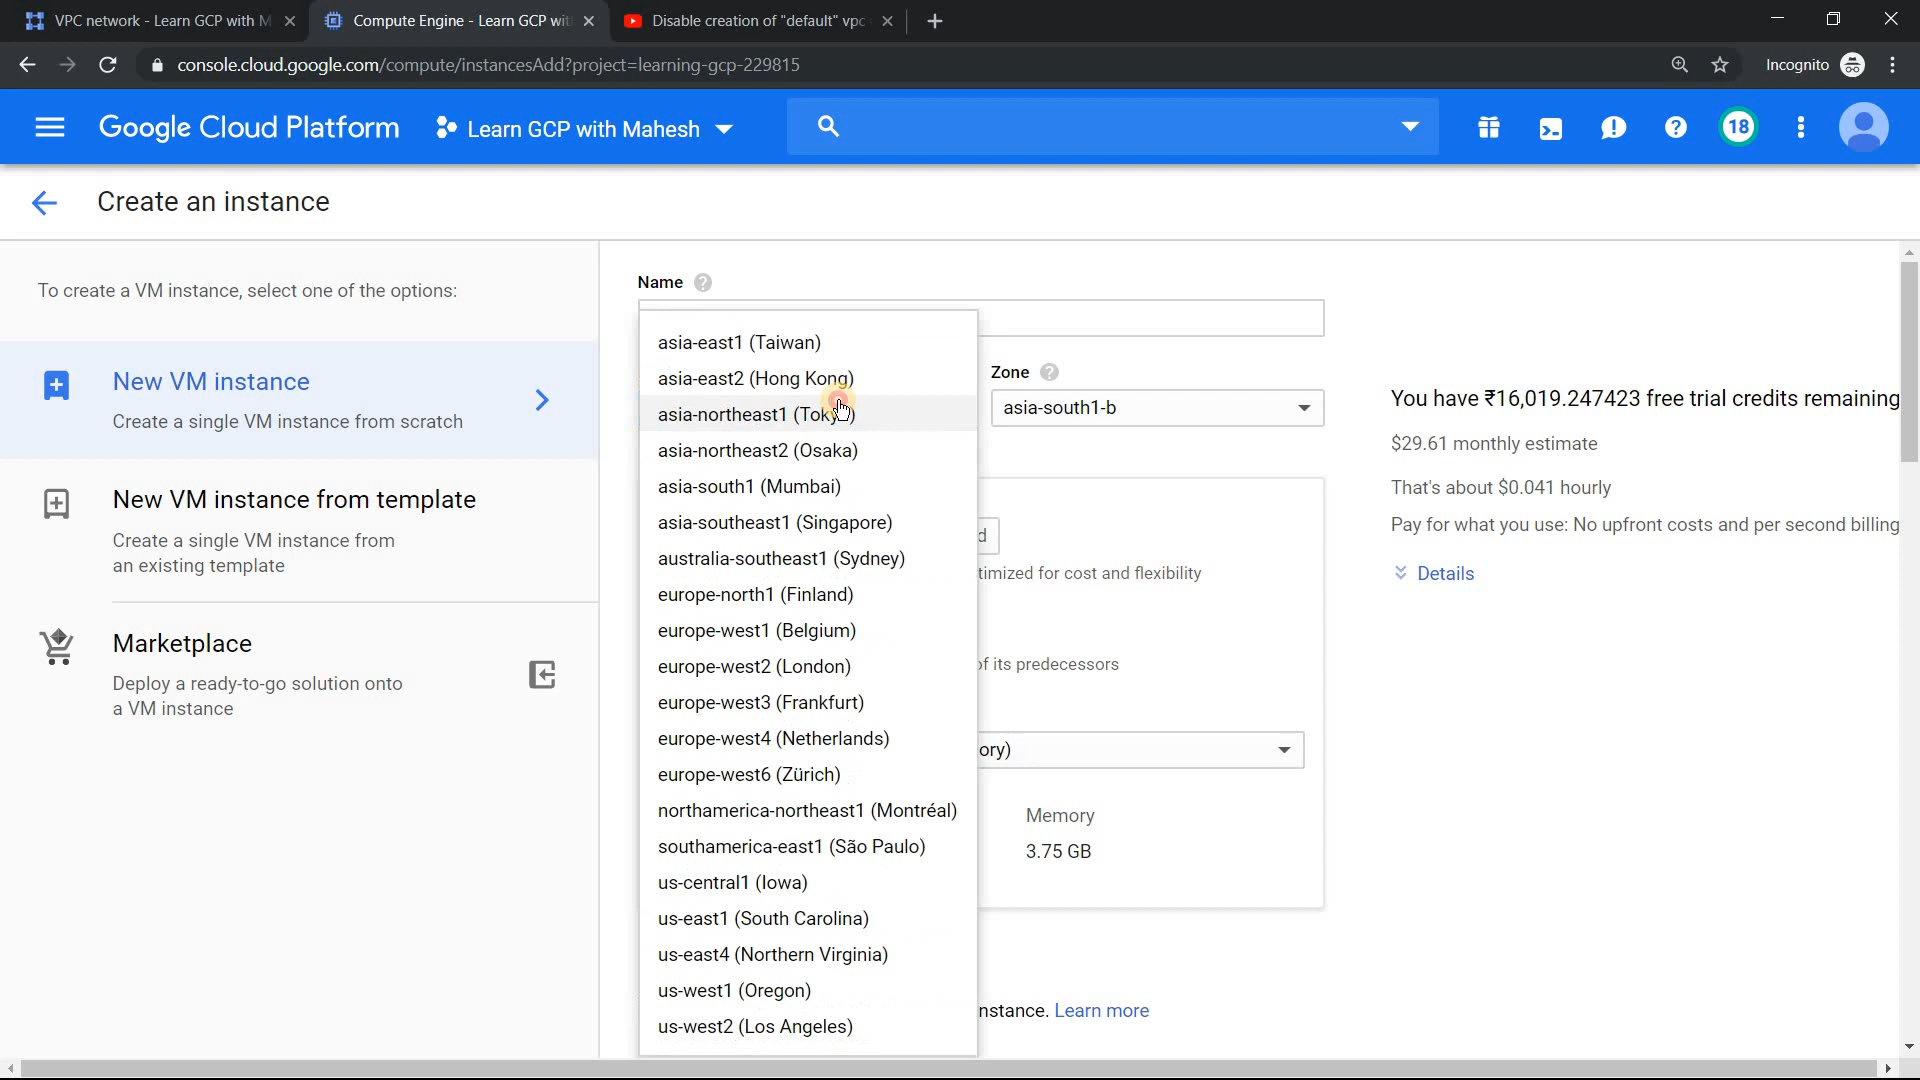 VPC network - Learn GCP with M
Compute Engine - Learn GCP wit
Disable creation of "default" vpc
console.cloud.google.com/compute/instancesAdd?project=learning-gcp-229815
Incognito
Google Cloud Platform
Learn GCP with Mahesh
18
Create an instance
To create a VM instance, select one of the options:
New VM instance
Create a single VM instance from scratch
New VM instance from template
Create a single VM instance from
an existing template
Marketplace
Deploy a ready-to-go solution onto
a VM instance
Name
asia-east1 (Taiwan)
asia-east2 (Hong Kong)
asia-northeast1 (Tokyo)
asia-northeast2 (Osaka)
asia-south1 (Mumbai)
asia-southeast1 (Singapore)
australia-southeast1 (Sydney)
europe-north1 (Finland)
europe-west1 (Belgium)
europe-west2 (London)
europe-west3 (Frankfurt)
europe-west4 (Netherlands)
europe-west6 (Zürich)
northamerica-northeast1 (Montréal)
southamerica-east1 (São Paulo)
us-central1 (Iowa)
us-east1 (South Carolina)
us-east4 (Northern Virginia)
us-west1 (Oregon)
us-west2 (Los Angeles)
Zone
asia-south1-b
d
timized for cost and flexibility
of its predecessors
ory)
Memory
3.75 GB
nstance. Learn more
You have ₹16,019.247423 free trial credits remaining
$29.61 monthly estimate
That's about $0.041 hourly
Pay for what you use: No upfront costs and per second billing
Details